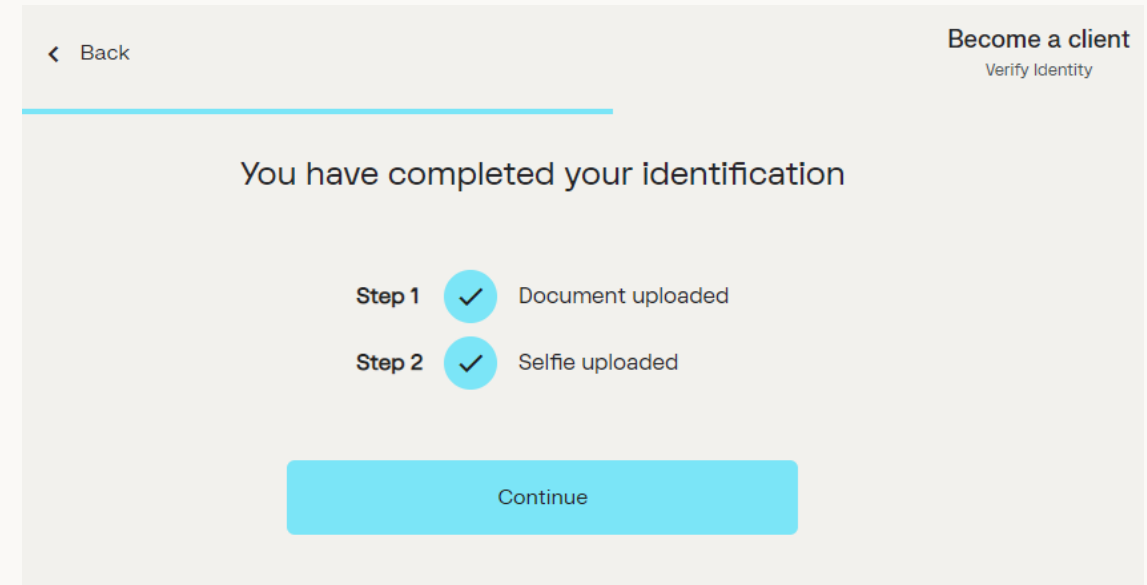 Back
Become a client
Verify Identity
You have completed your identification
Step 1 Document uploaded
Step 2 Selfie uploaded
Continue